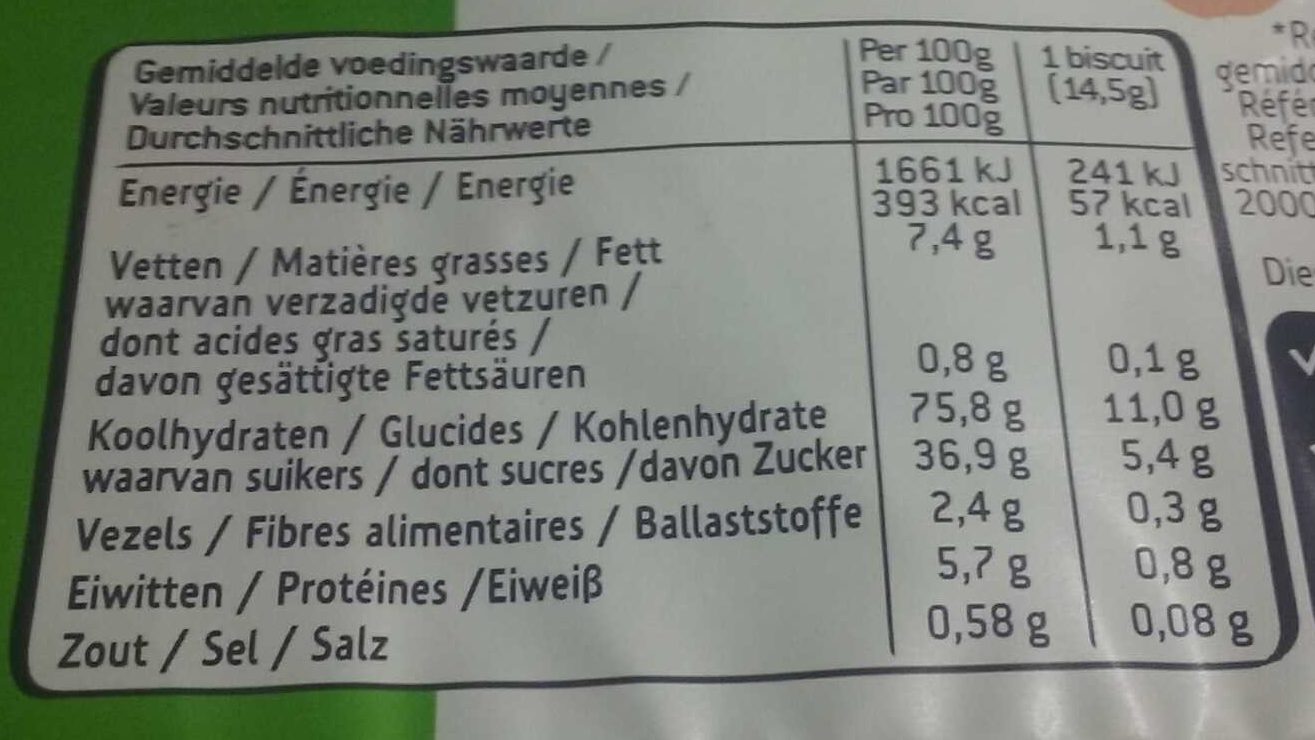 Gemiddelde voedingswaarde / Per 100g 1 biscuit
Valeurs nutritionnelles moyennes / Par 100g (14,5g)
Durchschnittliche Nährwerte Pro 100g
Energie / Énergie / Energie 1661 kJ 241 kJ
393 kcal 57 kcal
Vetten / Matières grasses / Fett 7,4 g 1,1 g
waarvan verzadigde vetzuren /
dont acides gras saturés /
davon gesättigte Fettsäuren 0,8 g 0,1 g
Koolhydraten / Glucides / Kohlenhydrate 75,8 g 11,0 g
waarvan suikers / dont sucres /davon Zucker 36,9 g 5,4 g
Vezels / Fibres alimentaires / Ballaststoffe 2,4 g 0,3 g
Eiwitten / Protéines /Eiweiß 5,7 g 0,8 g
Zout / Sel / Salz 0,58 g 0,08 g
2000
Die